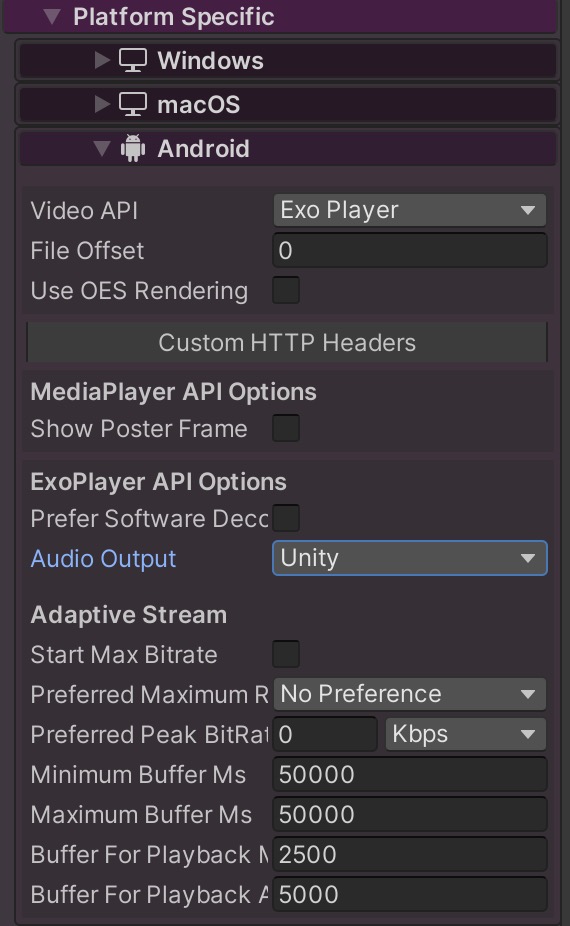 Platform Specific
Windows
macOS
Android
Video API Exo Player
File Offset 0
Use OES Rendering
Custom HTTP Headers
MediaPlayer API Options
Show Poster Frame
ExoPlayer API Options
Prefer Software Deco
Audio Output Unity
Adaptive Stream
Start Max Bitrate
Preferred Maximum R No Preference
Preferred Peak BitRat 0 Kbps
Minimum Buffer Ms 50000
Maximum Buffer Ms 50000
Buffer For Playback M 2500
Buffer For Playback A 5000